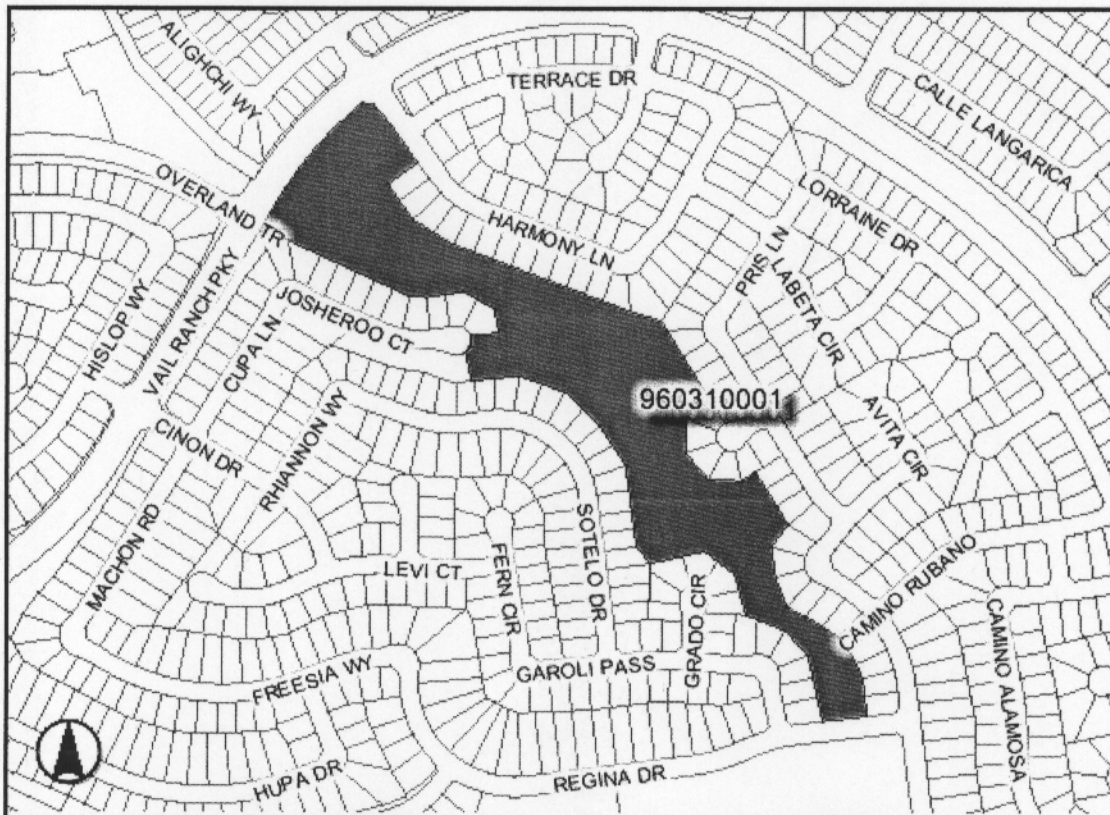 ALIGHCHI WY
TERRACE DR
CALLE LANGARICA
OVERLAND TR
LORRAINE DR
HARMONY LN
PRIS LN
LABETA CIR
HISLOP WY
VAIL RANCH PKY
CUPA LN
JOSHEROO CT
960310001
AVITA CIR
CINON DR
RHIANNON WY
MACHON RD
LEVI CT
FERN CIR
SOTELO DR
GRADO CIR
CAMINO RUBANO
CAMINO ALAMOSA
FREESIA WY
GAROLI PASS
HUPA DR
REGINA DR